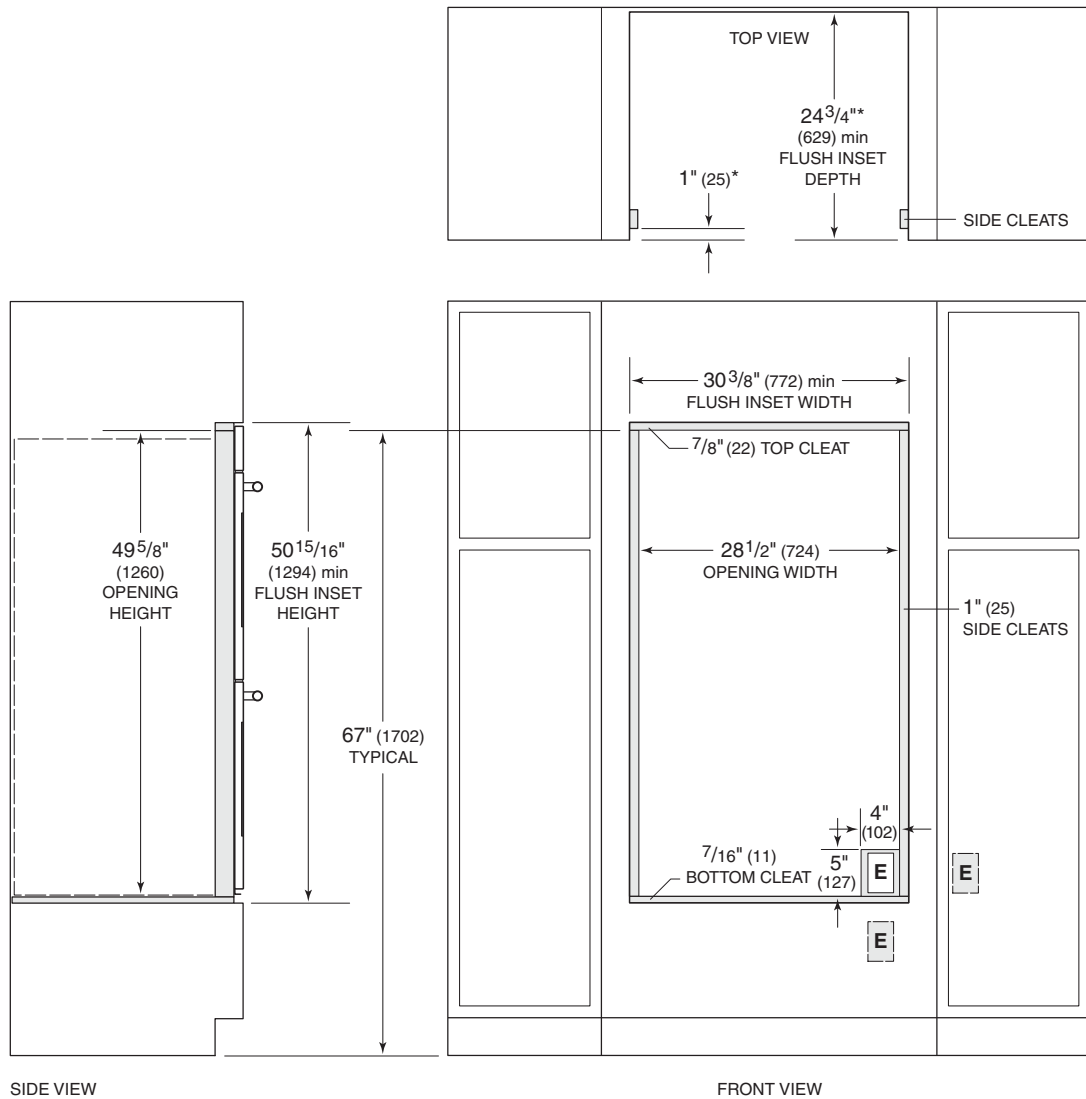 TOP VIEW
24 3/4"*
(629) min
FLUSH INSET
DEPTH
1" (25)*
SIDE CLEATS
30 3/8" (772) min
FLUSH INSET WIDTH
7/8" (22) TOP CLEAT
49 5/8"
(1260)
OPENING
HEIGHT
50 15/16"
(1294) min
FLUSH INSET
HEIGHT
28 1/2" (724)
OPENING WIDTH
1" (25)
SIDE CLEATS
67" (1702)
TYPICAL
4"
(102)
7/16" (11)
BOTTOM CLEAT
5"
(127)
E
E
E
SIDE VIEW
FRONT VIEW